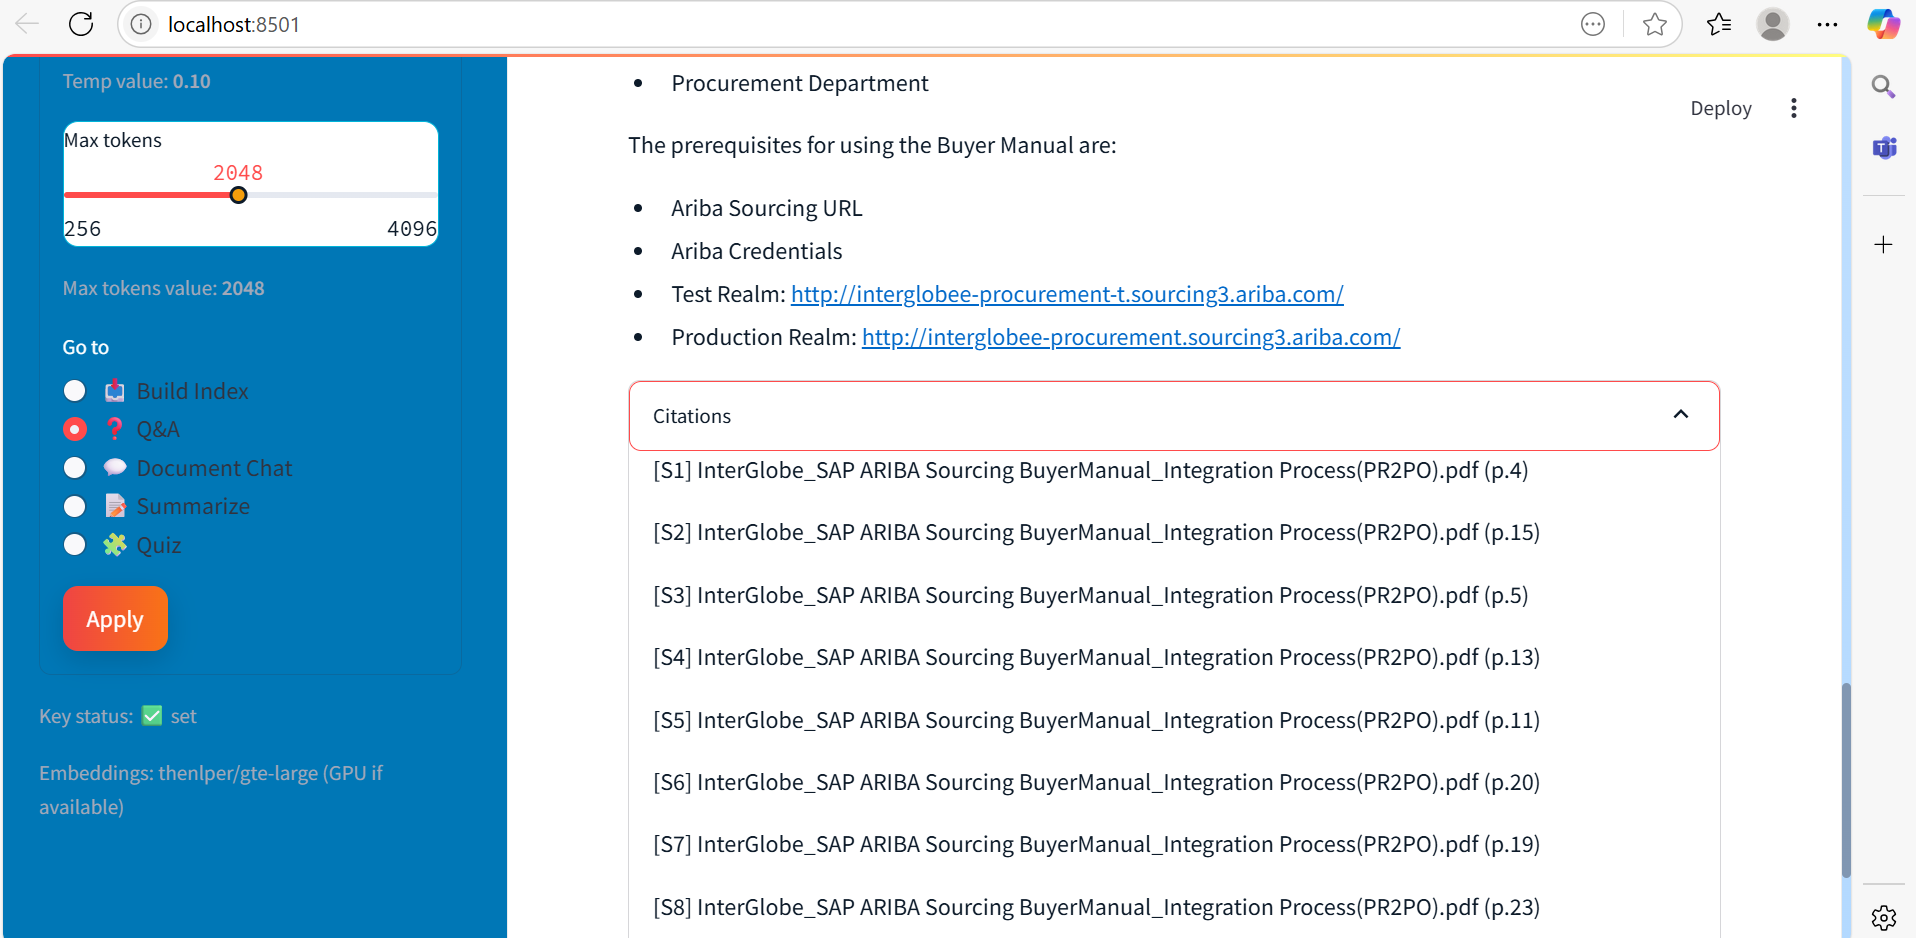 localhost:8501
Temp value: 0.10
Max tokens
2048
256
4096
Max tokens value: 2048
Go to
Build Index
Q&A
Document Chat
Summarize
Quiz
Apply
Key status: set
Embeddings: thenlper/gte-large (GPU if
available)
Deploy
Procurement Department
The prerequisites for using the Buyer Manual are:
Ariba Sourcing URL
Ariba Credentials
Test Realm: http://interglobee-procurement-t.sourcing3.ariba.com/
Production Realm: http://interglobee-procurement.sourcing3.ariba.com/
Citations
[S1] InterGlobe_SAP ARIBA Sourcing BuyerManual_Integration Process(PR2PO).pdf (p.4)
[S2] InterGlobe_SAP ARIBA Sourcing BuyerManual_Integration Process(PR2PO).pdf (p.15)
[S3] InterGlobe_SAP ARIBA Sourcing BuyerManual_Integration Process(PR2PO).pdf (p.5)
[S4] InterGlobe_SAP ARIBA Sourcing BuyerManual_Integration Process(PR2PO).pdf (p.13)
[S5] InterGlobe_SAP ARIBA Sourcing BuyerManual_Integration Process(PR2PO).pdf (p.11)
[S6] InterGlobe_SAP ARIBA Sourcing BuyerManual_Integration Process(PR2PO).pdf (p.20)
[S7] InterGlobe_SAP ARIBA Sourcing BuyerManual_Integration Process(PR2PO).pdf (p.19)
[S8] InterGlobe_SAP ARIBA Sourcing BuyerManual_Integration Process(PR2PO).pdf (p.23)